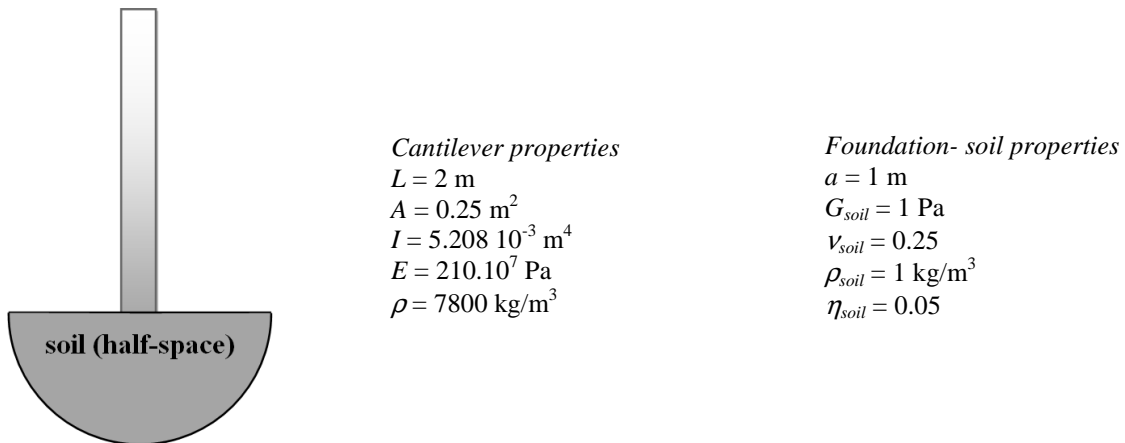 soil (half-space)
Cantilever properties
L = 2 m
A = 0.25 m²
I = 5.208 10⁻³ m⁴
E = 210.10⁷ Pa
ρ = 7800 kg/m³
Foundation- soil properties
a = 1 m
Gsoil = 1 Pa
νsoil = 0.25
ρsoil = 1 kg/m³
ηsoil = 0.05